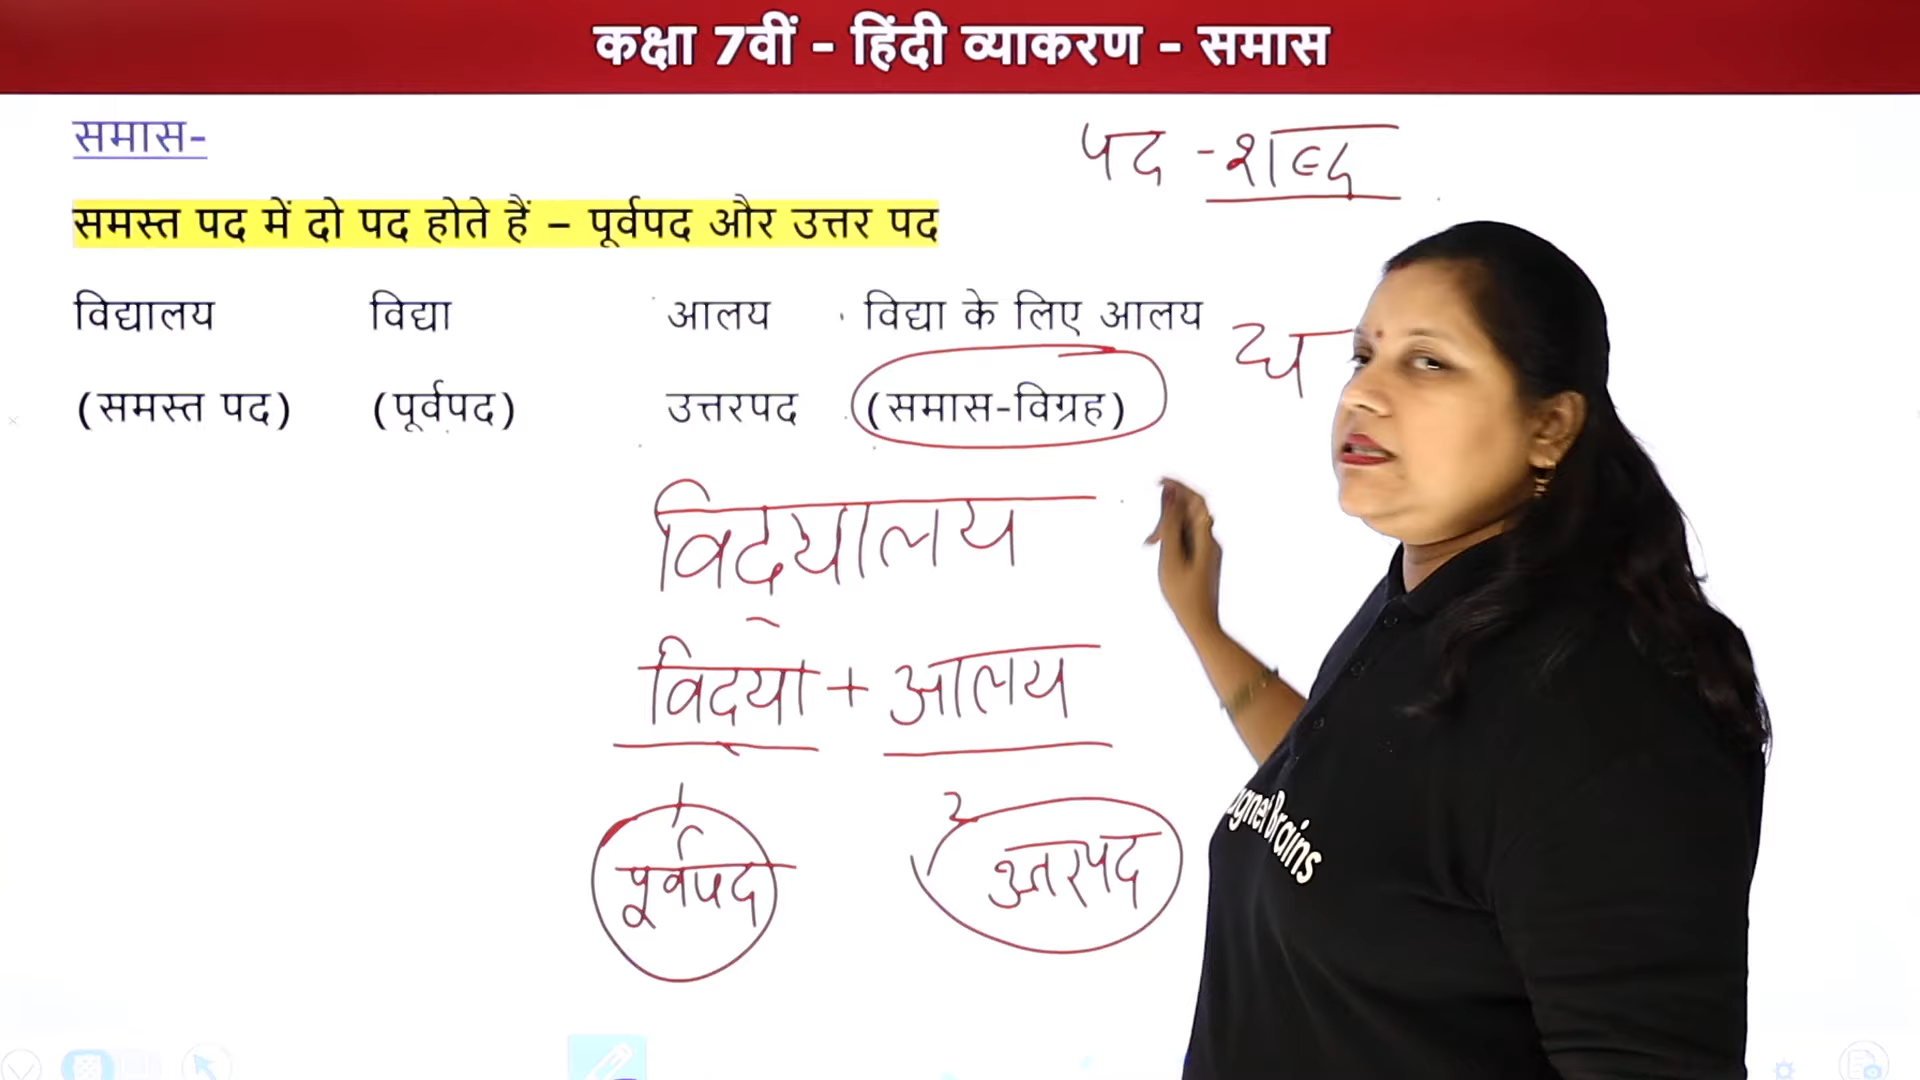 कक्षा 7वीं - हिंदी व्याकरण - समास
समास-
पद - शब्द
समस्त पद में दो पद होते हैं – पूर्वपद और उत्तर पद
विद्यालय विद्या आलय विद्या के लिए आलय
(समस्त पद) (पूर्वपद) उत्तरपद (समास-विग्रह)
विद्यालय
विद्या + आलय
1 2
पूर्वपद उत्तरपद
Brains